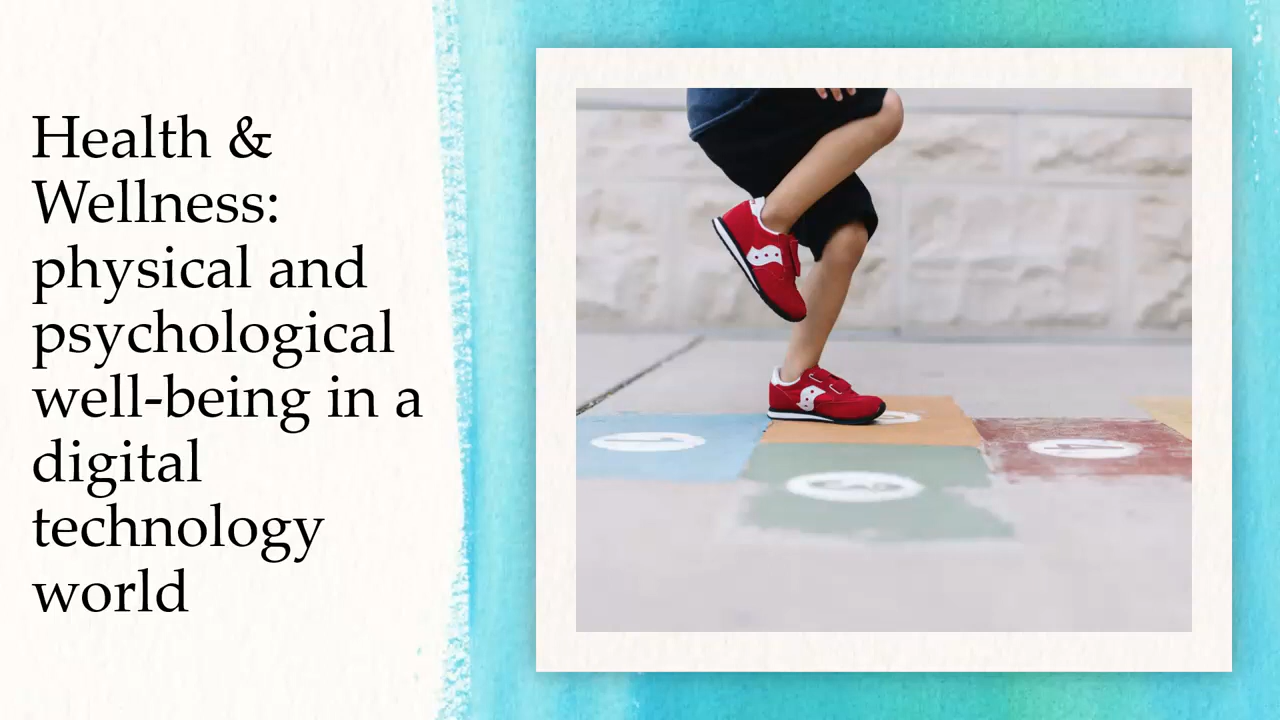 Health &
Wellness:
physical and
psychological
well-being in a
digital
technology
world